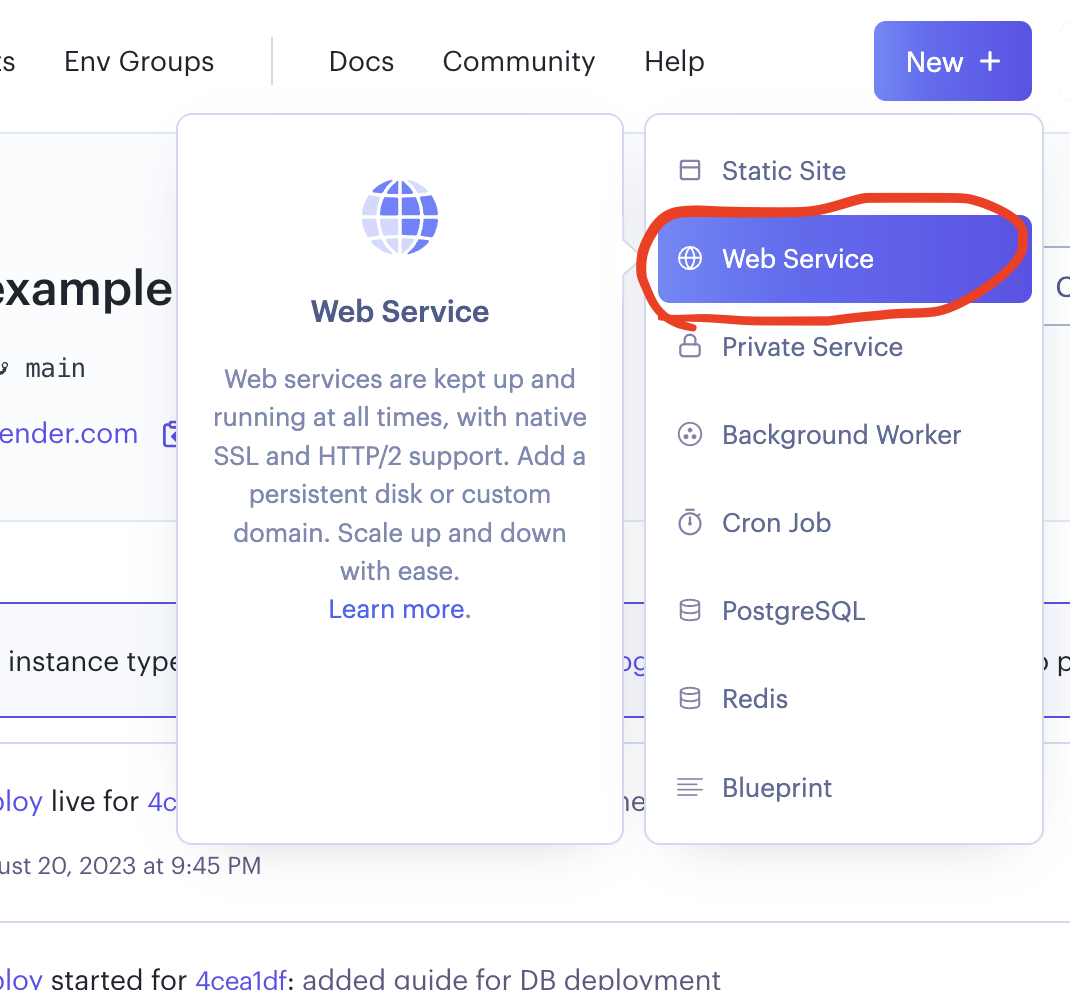 Env Groups
Docs
Community
Help
New +
Static Site
Web Service
Private Service
Background Worker
Cron Job
PostgreSQL
Redis
Blueprint
Web Service
Web services are kept up and
running at all times, with native
SSL and HTTP/2 support. Add a
persistent disk or custom
domain. Scale up and down
with ease.
Learn more.
example
main
ender.com
instance type
ploy live for 4c
ust 20, 2023 at 9:45 PM
ploy started for 4cea1df: added guide for DB deployment